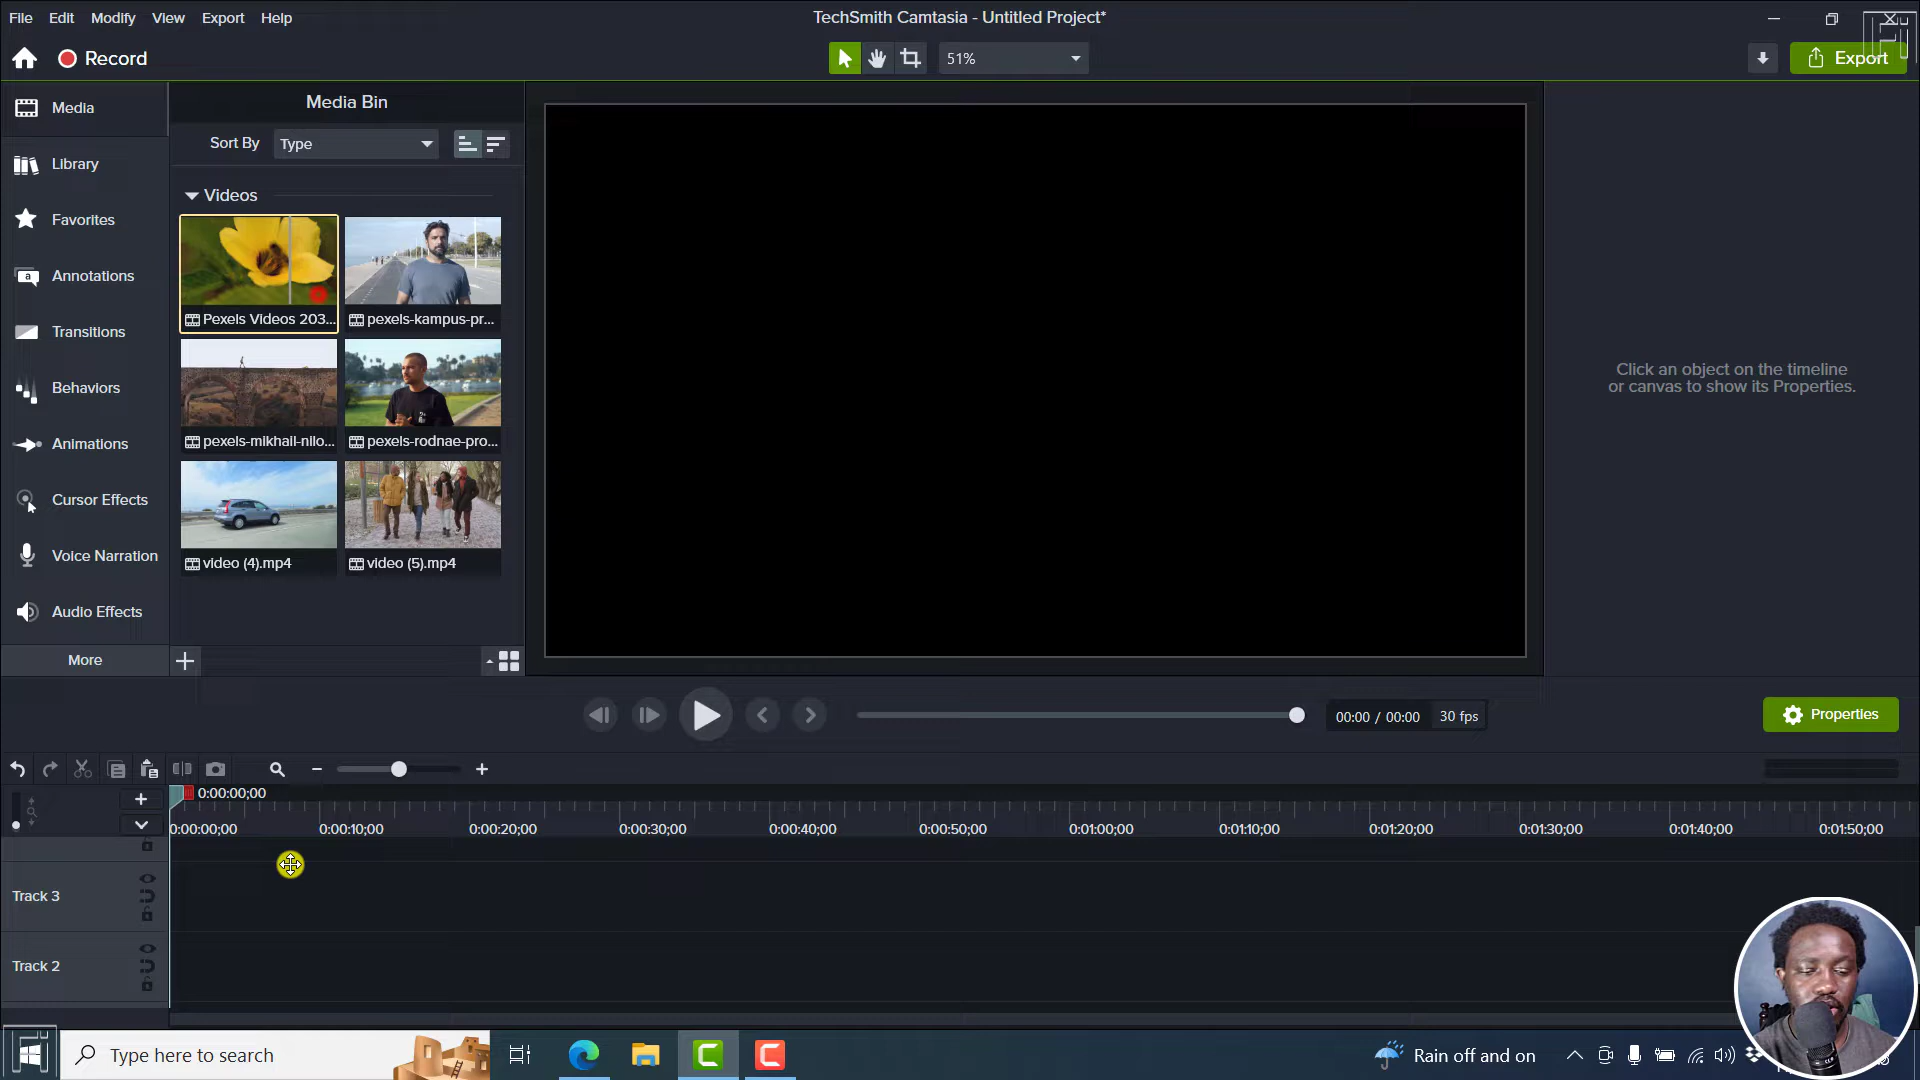 File Edit Modify View Export Help
TechSmith Camtasia - Untitled Project*
Record
51%
Export
Media
Library
Favorites
Annotations
Transitions
Behaviors
Animations
Cursor Effects
Voice Narration
Audio Effects
More
Media Bin
Sort By Type
Videos
Pexels Videos 203...
pexels-kampus-pr...
pexels-mikhail-nilo...
pexels-rodnae-pro...
video (4).mp4
video (5).mp4
Click an object on the timeline
or canvas to show its Properties.
00:00 / 00:00 30 fps
Properties
0:00:00;00
0:00:00;00 0:00:10;00 0:00:20;00 0:00:30;00 0:00:40;00 0:00:50;00 0:01:00;00 0:01:10;00 0:01:20;00 0:01:30;00 0:01:40;00 0:01:50;00
Track 3
Track 2
Type here to search
Rain off and on